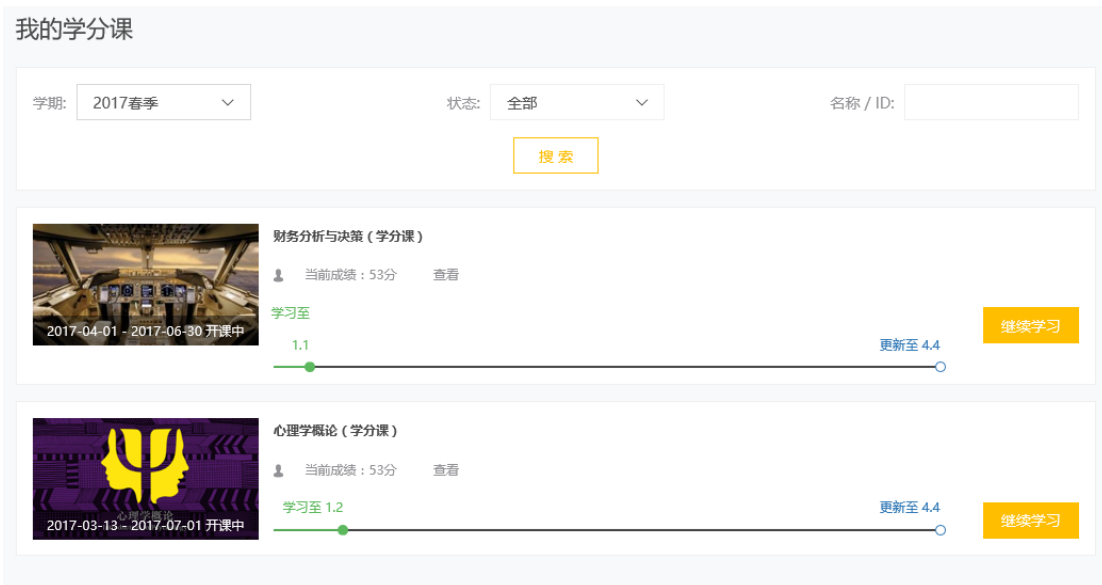 我的学分课
学期: 2017春季 状态: 全部 名称 / ID:
搜 索
财务分析与决策 ( 学分课 )
当前成绩：53分 查看
2017-04-01 - 2017-06-30 开课中
学习至
1.1 更新至 4.4
继续学习
心理学概论 ( 学分课 )
当前成绩：53分 查看
心理学概论
2017-03-13 - 2017-07-01 开课中
学习至 1.2 更新至 4.4
继续学习